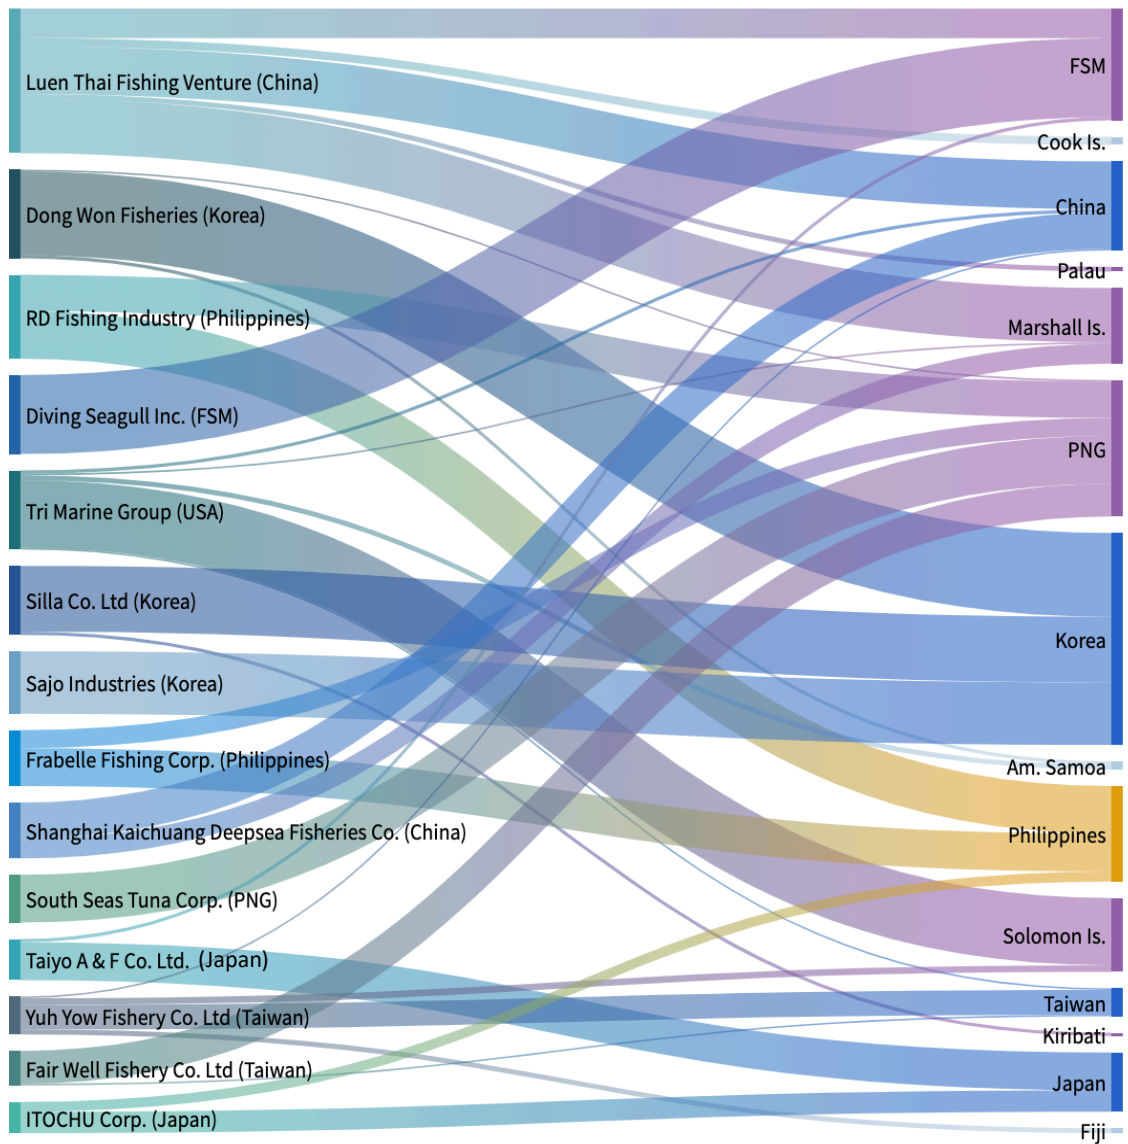 Luen Thai Fishing Venture (China)
Dong Won Fisheries (Korea)
RD Fishing Industry (Philippines)
Diving Seagull Inc. (FSM)
Tri Marine Group (USA)
Silla Co. Ltd (Korea)
Sajo Industries (Korea)
Frabelle Fishing Corp. (Philippines)
Shanghai Kaichuang Deepsea Fisheries Co. (China)
South Seas Tuna Corp. (PNG)
Taiyo A & F Co. Ltd. (Japan)
Yuh Yow Fishery Co. Ltd (Taiwan)
Fair Well Fishery Co. Ltd (Taiwan)
ITOCHU Corp. (Japan)
FSM
Cook Is.
China
Palau
Marshall Is.
PNG
Korea
Am. Samoa
Philippines
Solomon Is.
Taiwan
Kiribati
Japan
Fiji